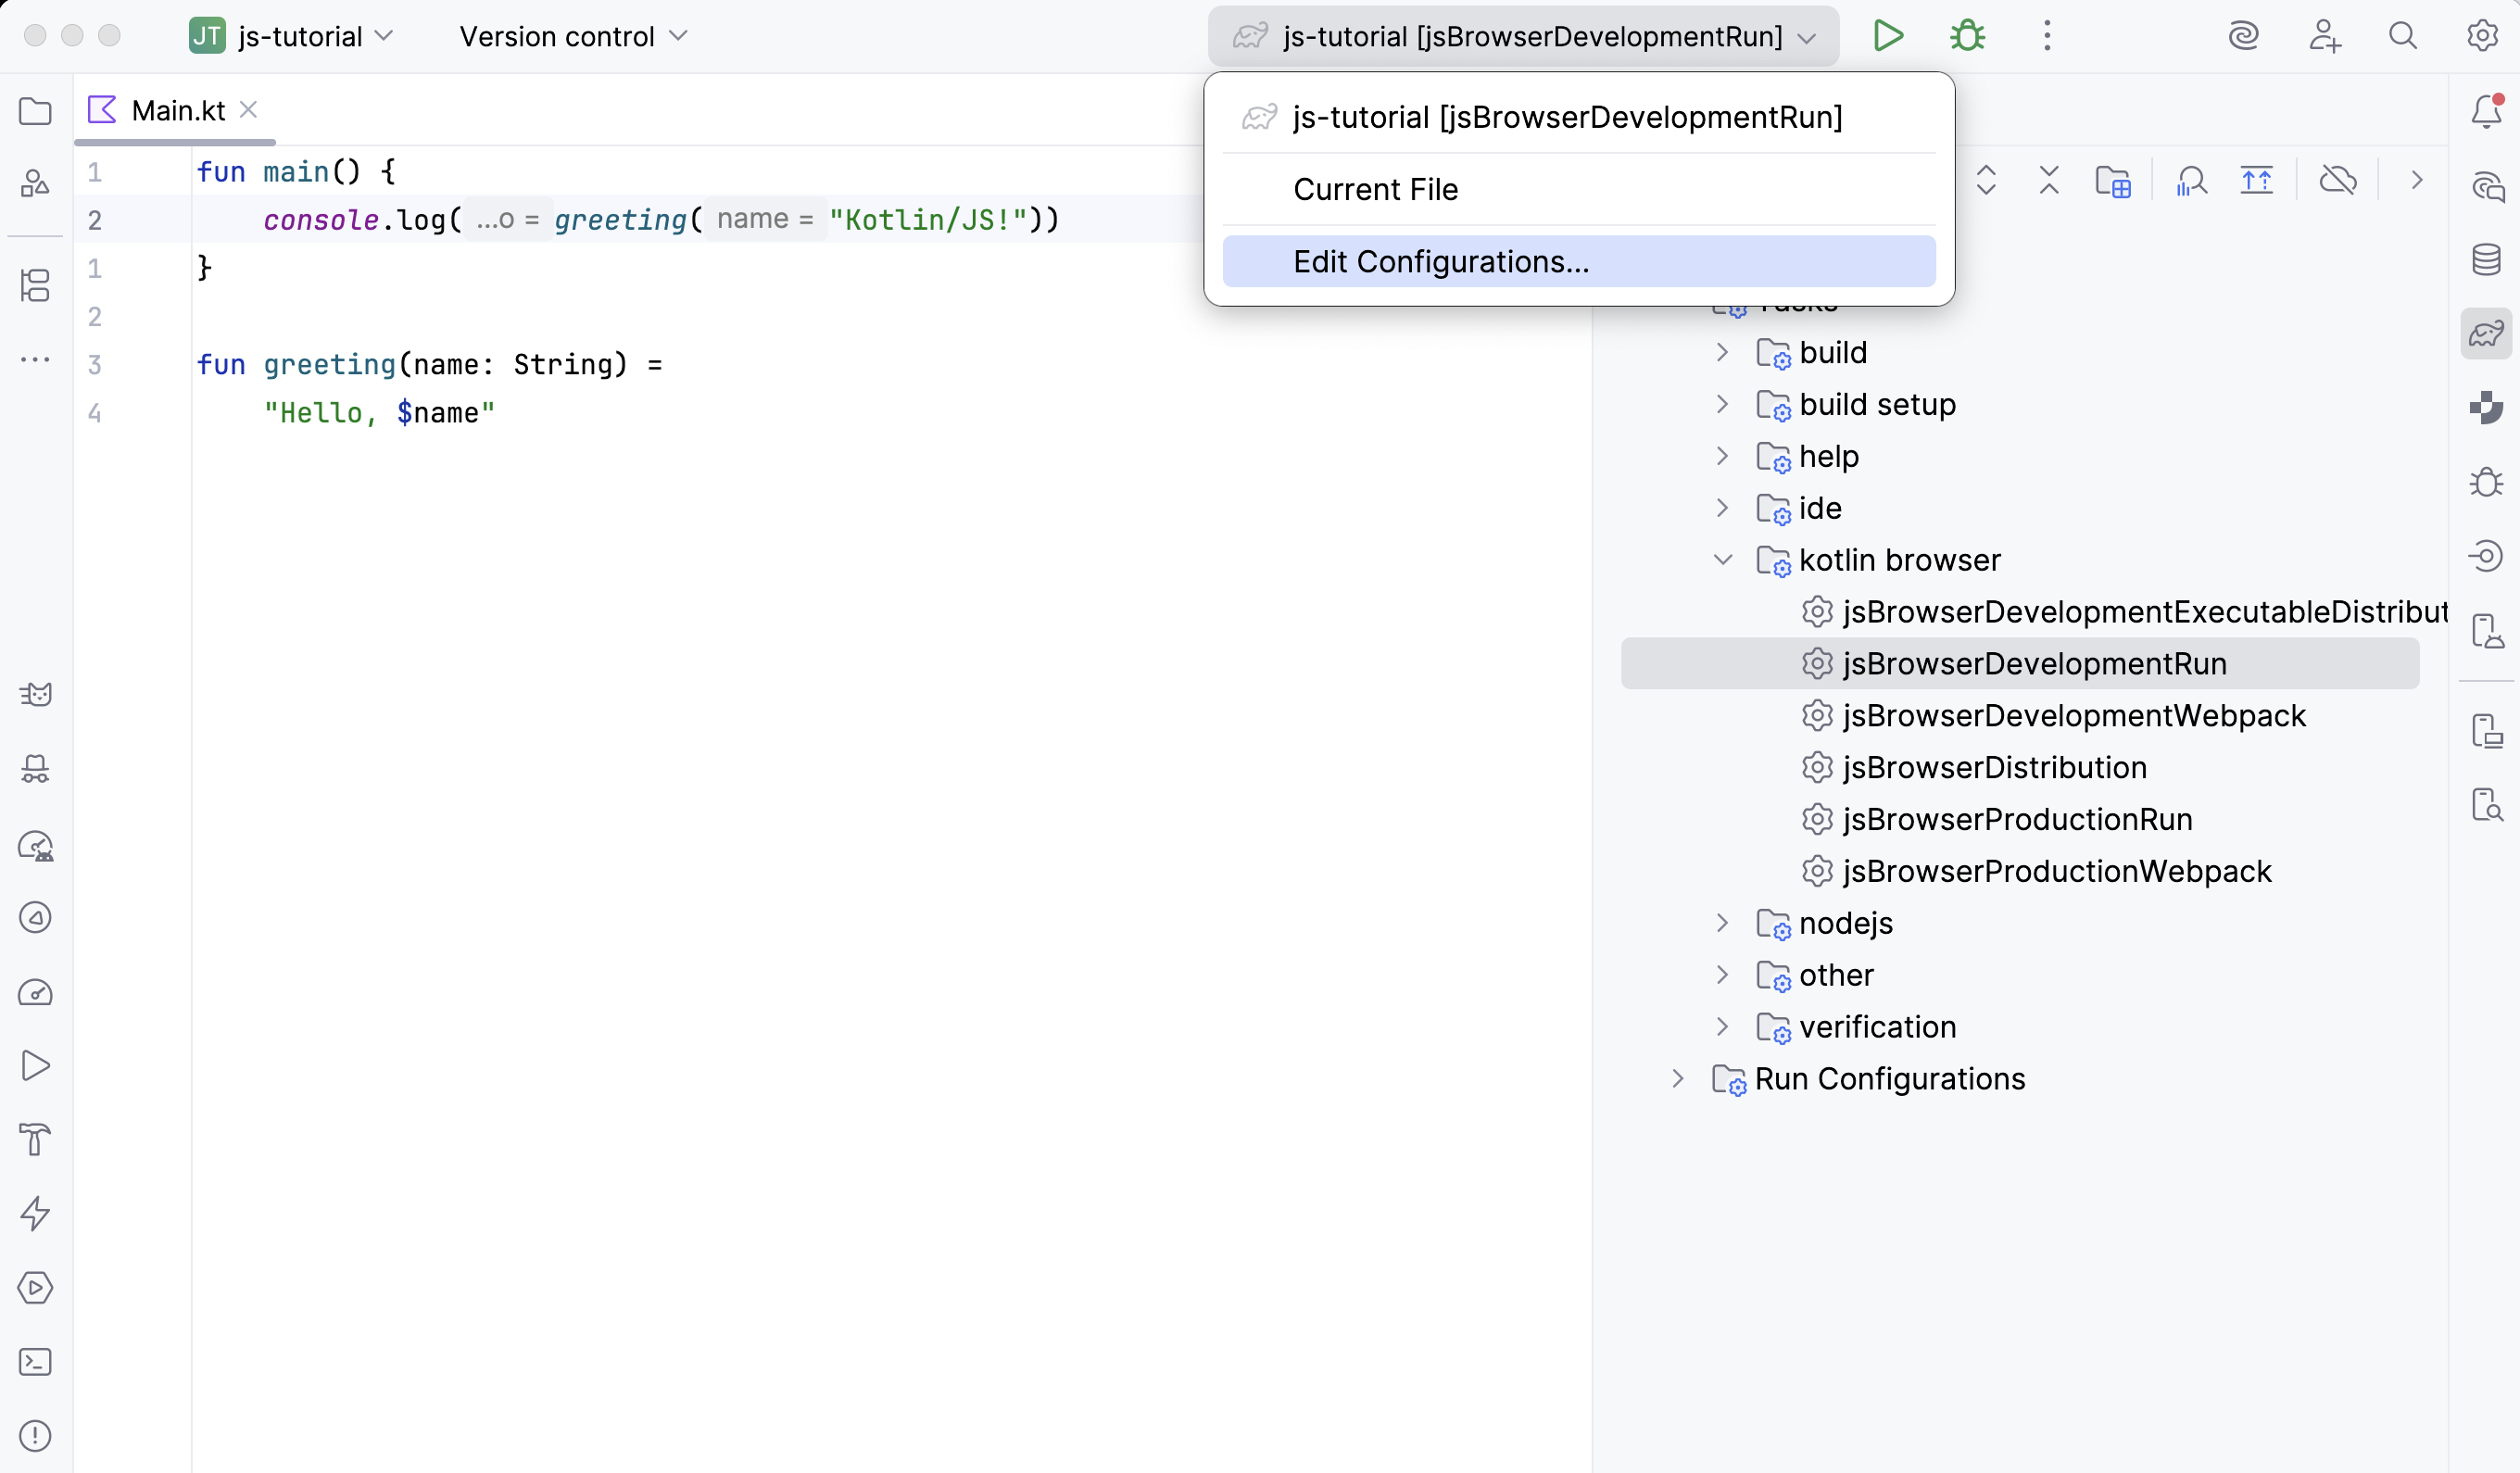 JT js-tutorial Version control js-tutorial [jsBrowserDevelopmentRun]
Main.kt
js-tutorial [jsBrowserDevelopmentRun]
Current File
Edit Configurations...
1 fun main() {
2 console.log( ...o = greeting( name = "Kotlin/JS!"))
1 }
2
3 fun greeting(name: String) =
4 "Hello, $name"
Tasks
build
build setup
help
ide
kotlin browser
jsBrowserDevelopmentExecutableDistribut
jsBrowserDevelopmentRun
jsBrowserDevelopmentWebpack
jsBrowserDistribution
jsBrowserProductionRun
jsBrowserProductionWebpack
nodejs
other
verification
Run Configurations